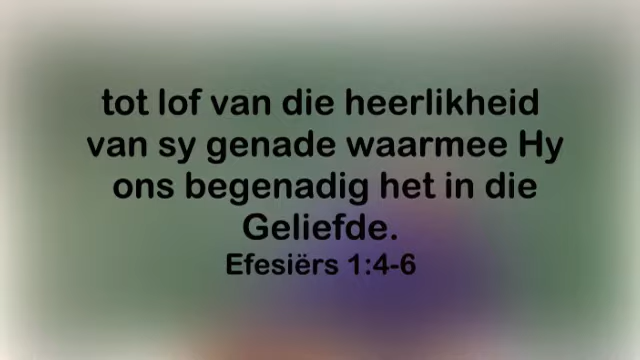 tot lof van die heerlikheid
van sy genade waarmee Hy
ons begenadig het in die
Geliefde.
Efesiërs 1:4-6